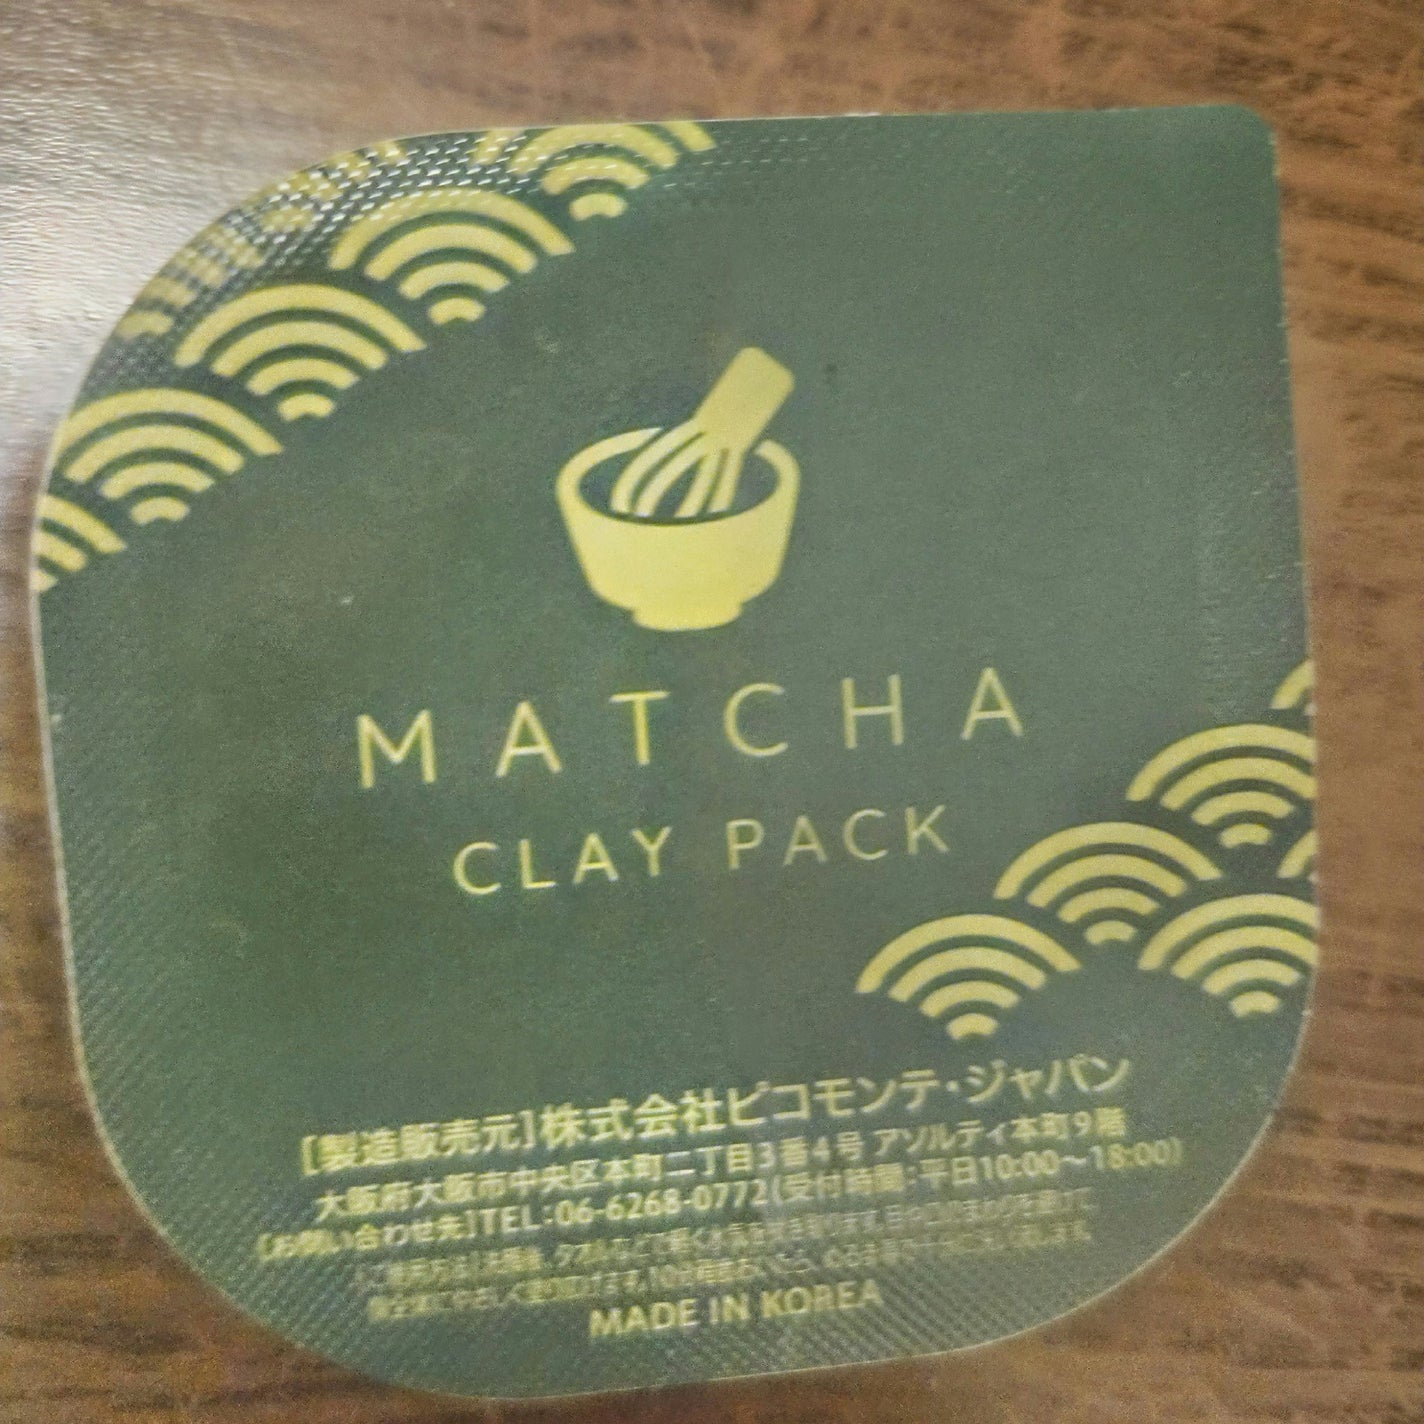 MATCHA
CLAY PACK
[製造販売元]株式会社ピコモンテ・ジャパン
大阪府大阪市中央区本町二丁目3番4号 アソルティ本町9階
[お問い合わせ先]TEL:06-6268-0772(受付時間:平日10:00〜18:00)
MADE IN KOREA